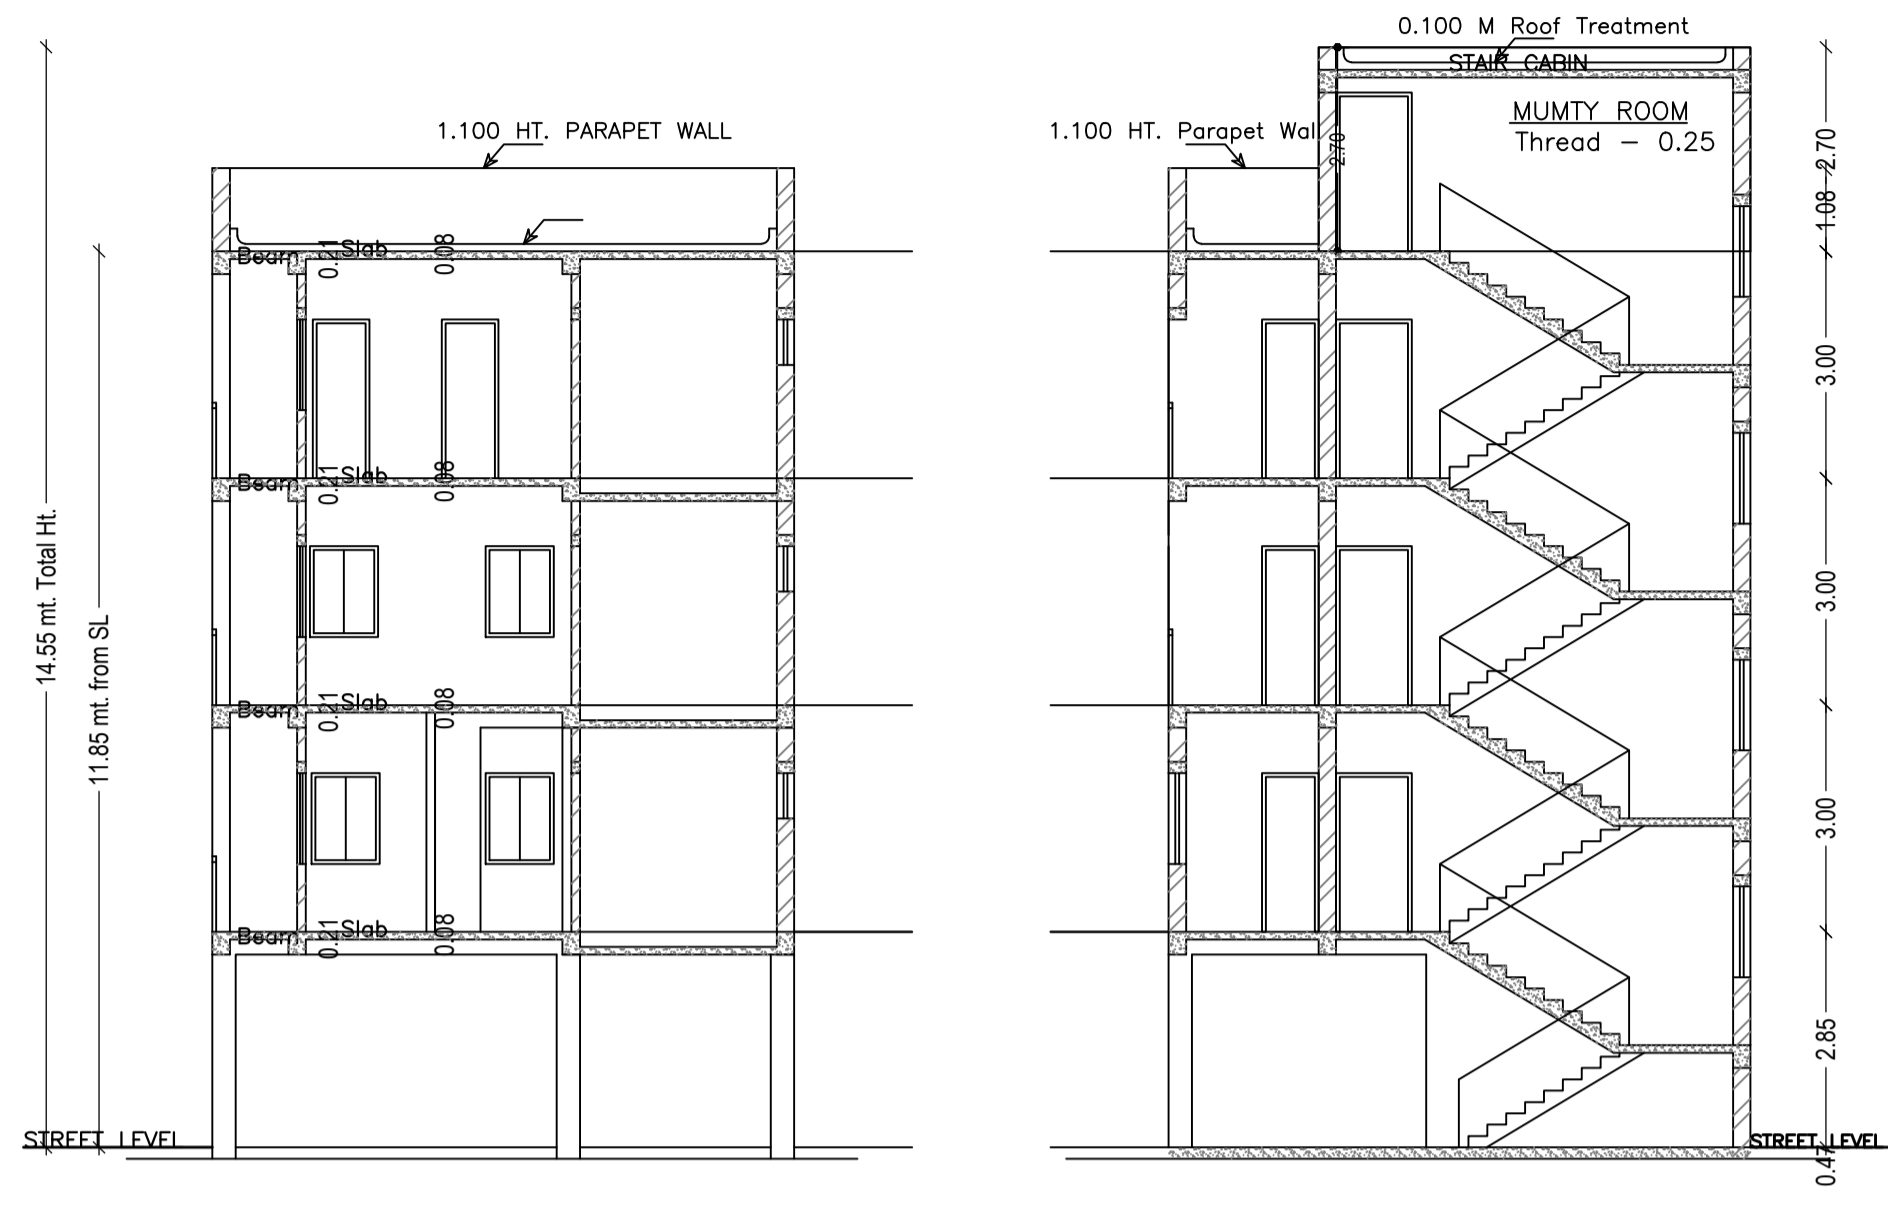 0.100 M Roof Treatment
STAIR CABIN
MUMTY ROOM
Thread - 0.25
1.100 HT. PARAPET WALL
1.100 HT. Parapet Wall
2.70
2.70
1.08
Beam
0.21
Slab
0.08
3.00
Beam
0.21
Slab
0.08
14.55 mt. Total Ht.
11.85 mt. from SL
3.00
Beam
0.21
Slab
0.08
3.00
Beam
0.21
Slab
0.08
2.85
STREET LEVEL
STREET LEVEL